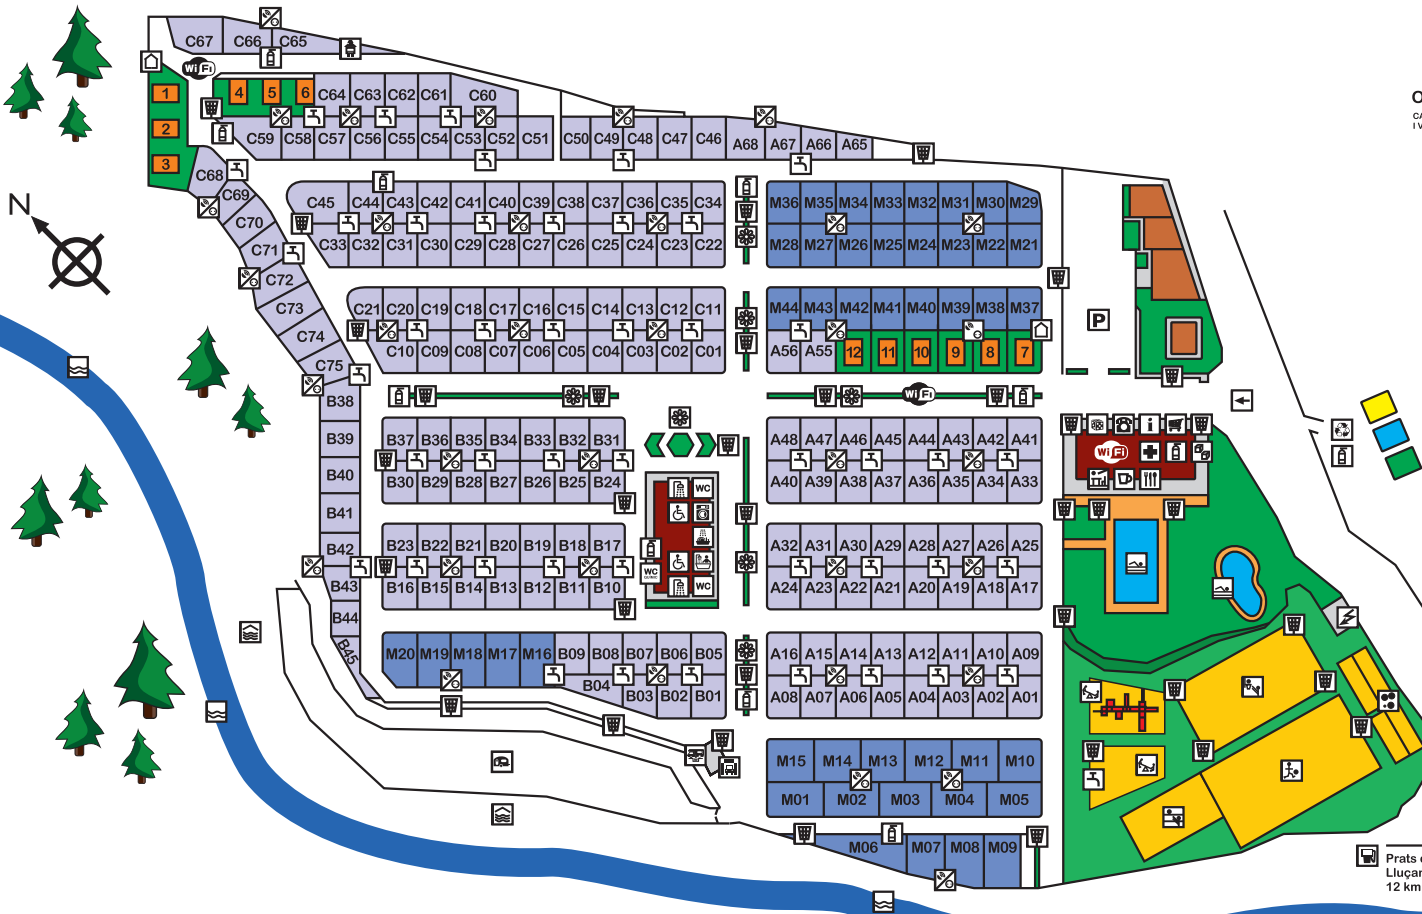 C67 C66 C65
WiFi
1 4 5 6 C64 C63 C62 C61 C60
2 C59 C58 C57 C56 C55 C54 C53 C52 C51 C50 C49 C48 C47 C46 A68 A67 A66 A65
3 C68
C69
C70
C71
C72
C73
C74
C75
N
C45 C44 C43 C42 C41 C40 C39 C38 C37 C36 C35 C34 M36 M35 M34 M33 M32 M31 M30 M29
C33 C32 C31 C30 C29 C28 C27 C26 C25 C24 C23 C22 M28 M27 M26 M25 M24 M23 M22 M21
C21 C20 C19 C18 C17 C16 C15 C14 C13 C12 C11 M44 M43 M42 M41 M40 M39 M38 M37
P
C10 C09 C08 C07 C06 C05 C04 C03 C02 C01 A56 A55 12 11 10 9 8 7
WiFi
B38
B39
B40
B41
B42
B43
B44
B45
B37 B36 B35 B34 B33 B32 B31 A48 A47 A46 A45 A44 A43 A42 A41
i
WiFi
B30 B29 B28 B27 B26 B25 B24 A40 A39 A38 A37 A36 A35 A34 A33
WC
B23 B22 B21 B20 B19 B18 B17 A32 A31 A30 A29 A28 A27 A26 A25
WC
WC
B16 B15 B14 B13 B12 B11 B10 A24 A23 A22 A21 A20 A19 A18 A17
M20 M19 M18 M17 M16 B09 B08 B07 B06 B05 A16 A15 A14 A13 A12 A11 A10 A09
B04 B03 B02 B01 A08 A07 A06 A05 A04 A03 A02 A01
M15 M14 M13 M12 M11 M10
M01 M02 M03 M04 M05
M06 M07 M08 M09
O
Prats
Lluça
12 km